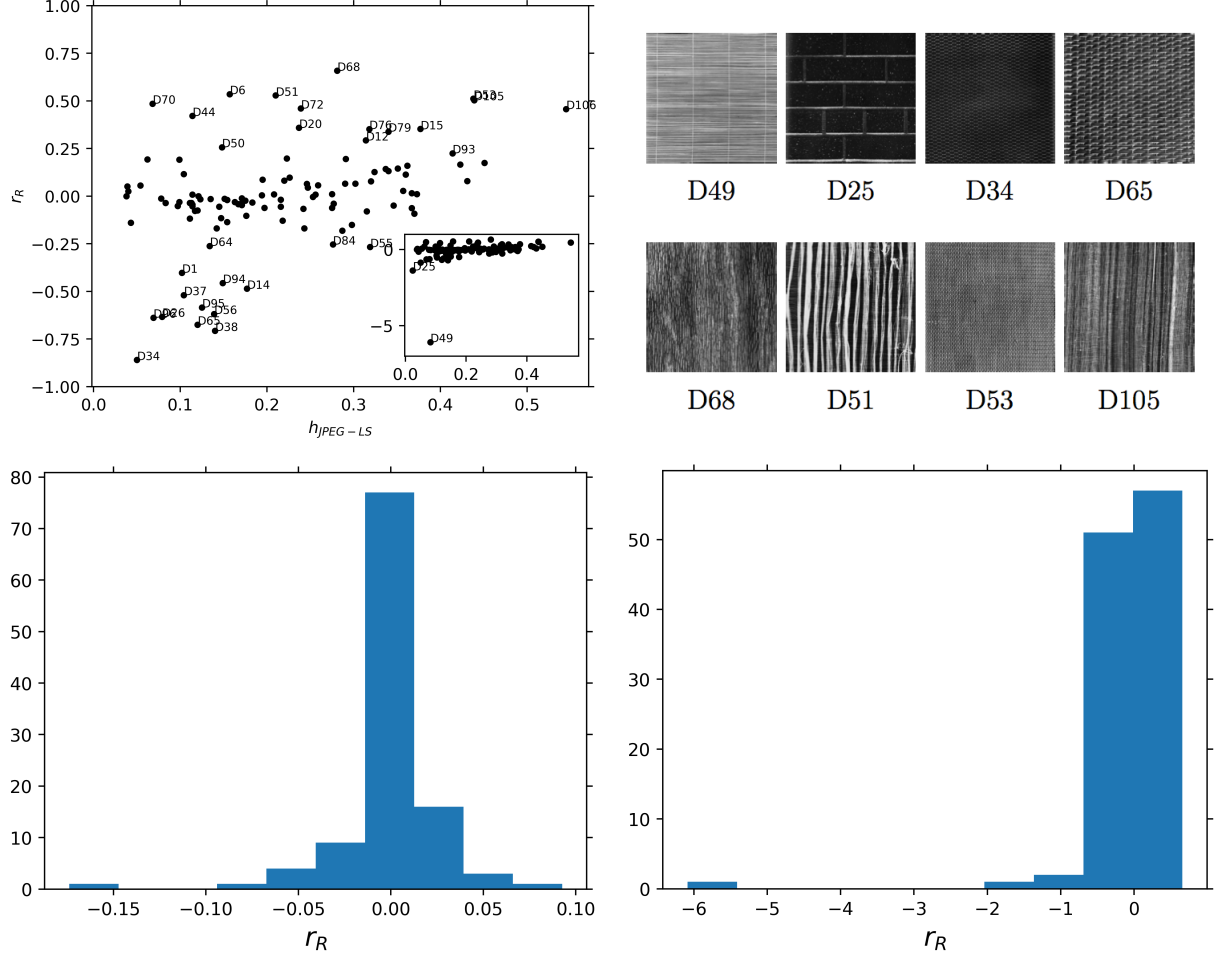 1.00
0.75
0.50
0.25
0.00
−0.25
−0.50
−0.75
−1.00
r_R
D68
D70
D6
D51
D53
D105
D106
D44
D72
D20
D76
D79
D15
D12
D50
D93
D64
D84
D55
D1
D94
D14
D37
D95
D56
D26
D65
D38
D34
0
−5
D25
D49
0.0 0.2 0.4
0.0 0.1 0.2 0.3 0.4 0.5
h_JPEG−LS
D49 D25 D34 D65
D68 D51 D53 D105
80
70
60
50
40
30
20
10
0
−0.15 −0.10 −0.05 0.00 0.05 0.10
r_R
50
40
30
20
10
0
−6 −5 −4 −3 −2 −1 0
r_R